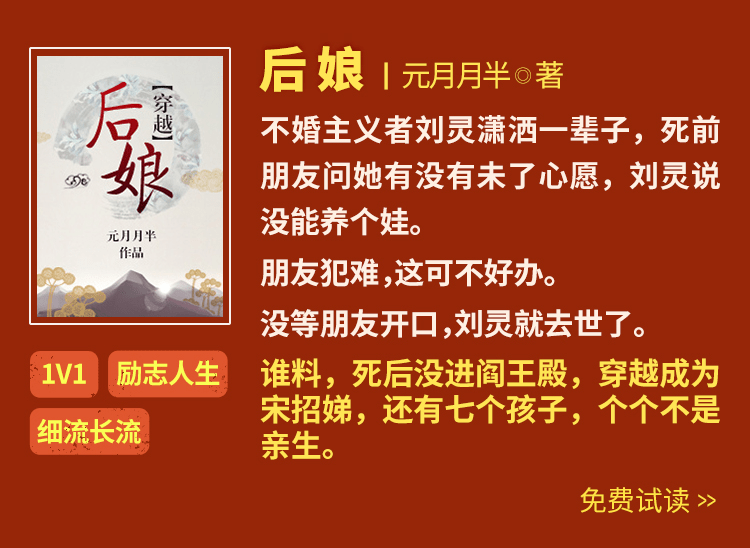 后娘 | 元月月半◎著
不婚主义者刘灵潇洒一辈子，死前
朋友问她有没有未了心愿，刘灵说
没能养个娃。
朋友犯难，这可不好办。
没等朋友开口，刘灵就去世了。
谁料，死后没进阎王殿，穿越成为
宋招娣，还有七个孩子，个个不是
亲生。
免费试读 >>
【穿越】
后娘
元月月半
作品
1V1
励志人生
细流长流